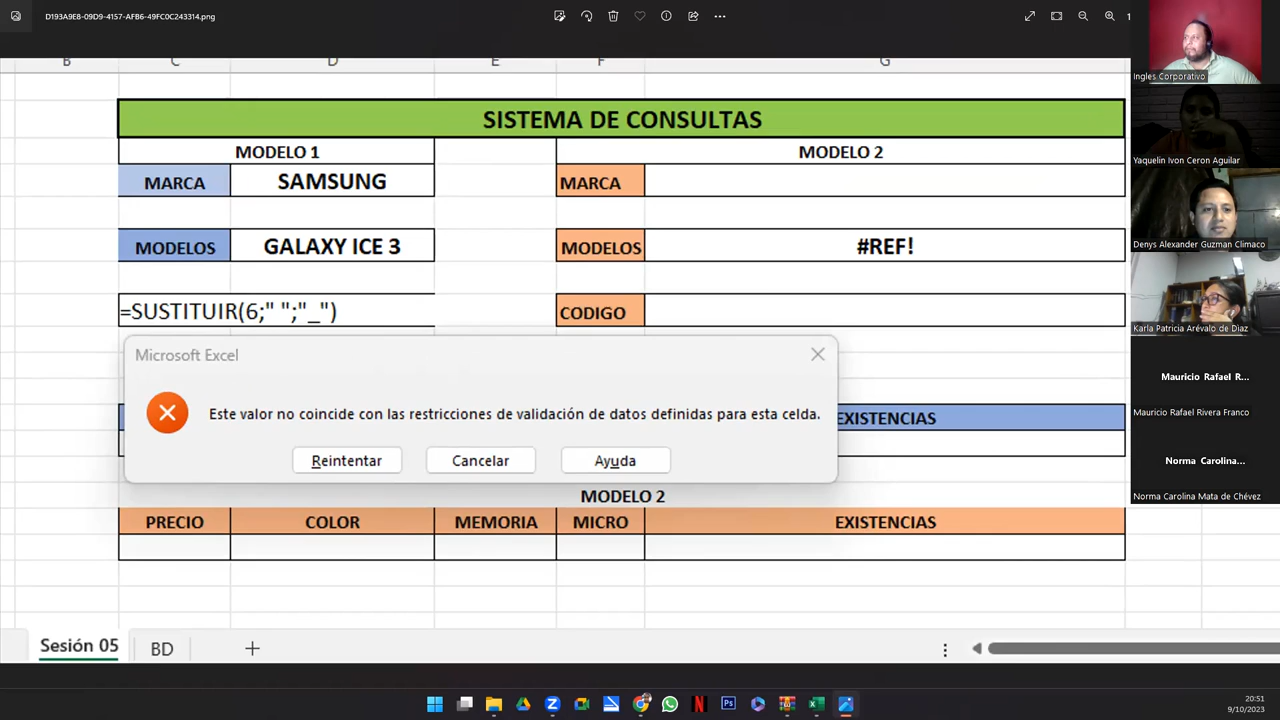 D193A9E8-09D9-4157-AFB6-49FC0C243314.png
B C D E F G
SISTEMA DE CONSULTAS
MODELO 1 MODELO 2
MARCA SAMSUNG MARCA
MODELOS GALAXY ICE 3 MODELOS #REF!
=SUSTITUIR(6;" ";"_") CODIGO
Microsoft Excel
Este valor no coincide con las restricciones de validación de datos definidas para esta celda.
EXISTENCIAS
Reintentar Cancelar Ayuda
MODELO 2
PRECIO COLOR MEMORIA MICRO EXISTENCIAS
Sesión 05 BD
Ingles Corporativo
Yaquelin Ivon Ceron Aguilar
Denys Alexander Guzman Climaco
Karla Patricia Arévalo de Diaz
Mauricio Rafael R...
Mauricio Rafael Rivera Franco
Norma Carolina...
Norma Carolina Mata de Chévez
20:51
9/10/2023